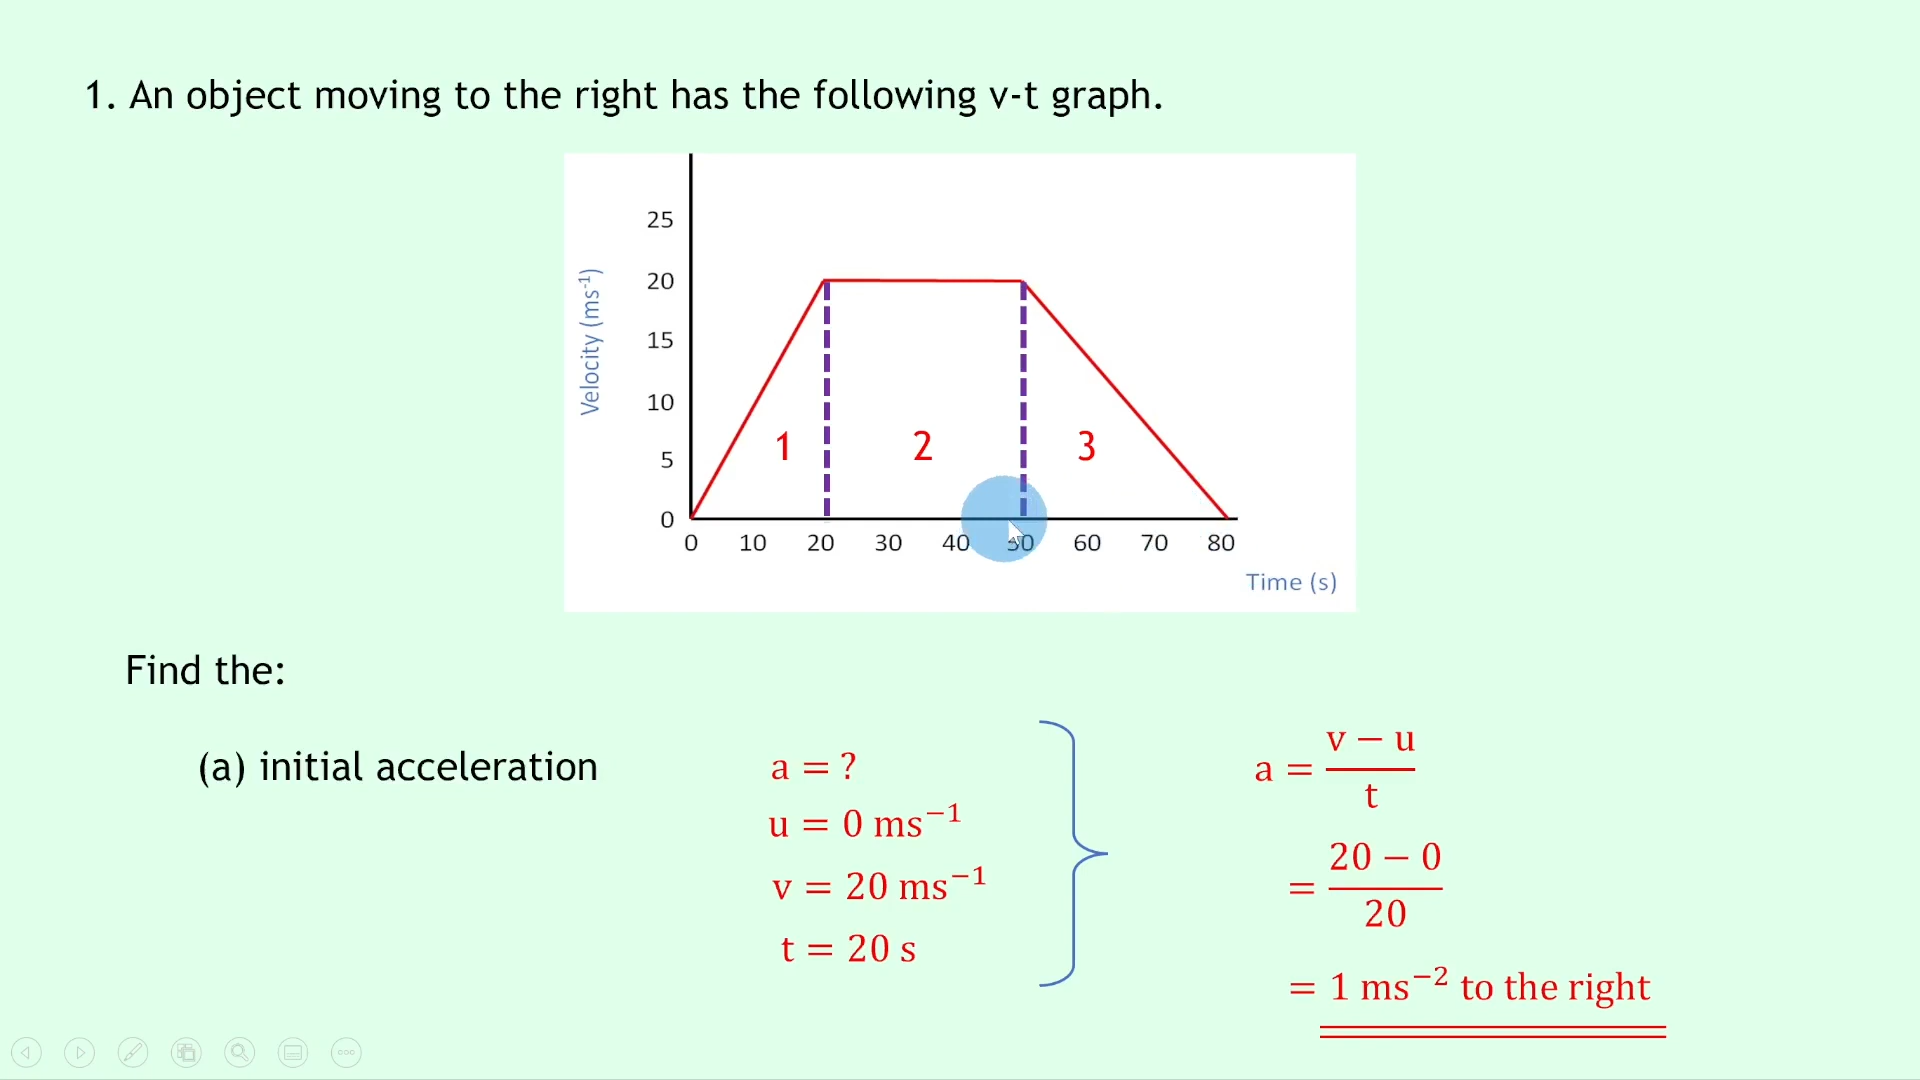 1. An object moving to the right has the following v-t graph.
25
20
15
10
5
0
Velocity (ms⁻¹)
1
2
3
0 10 20 30 40 50 60 70 80
Time (s)
Find the:
(a) initial acceleration
a = ?
u = 0 ms⁻¹
v = 20 ms⁻¹
t = 20 s
a = (v − u)/t
= (20 − 0)/20
= 1 ms⁻² to the right